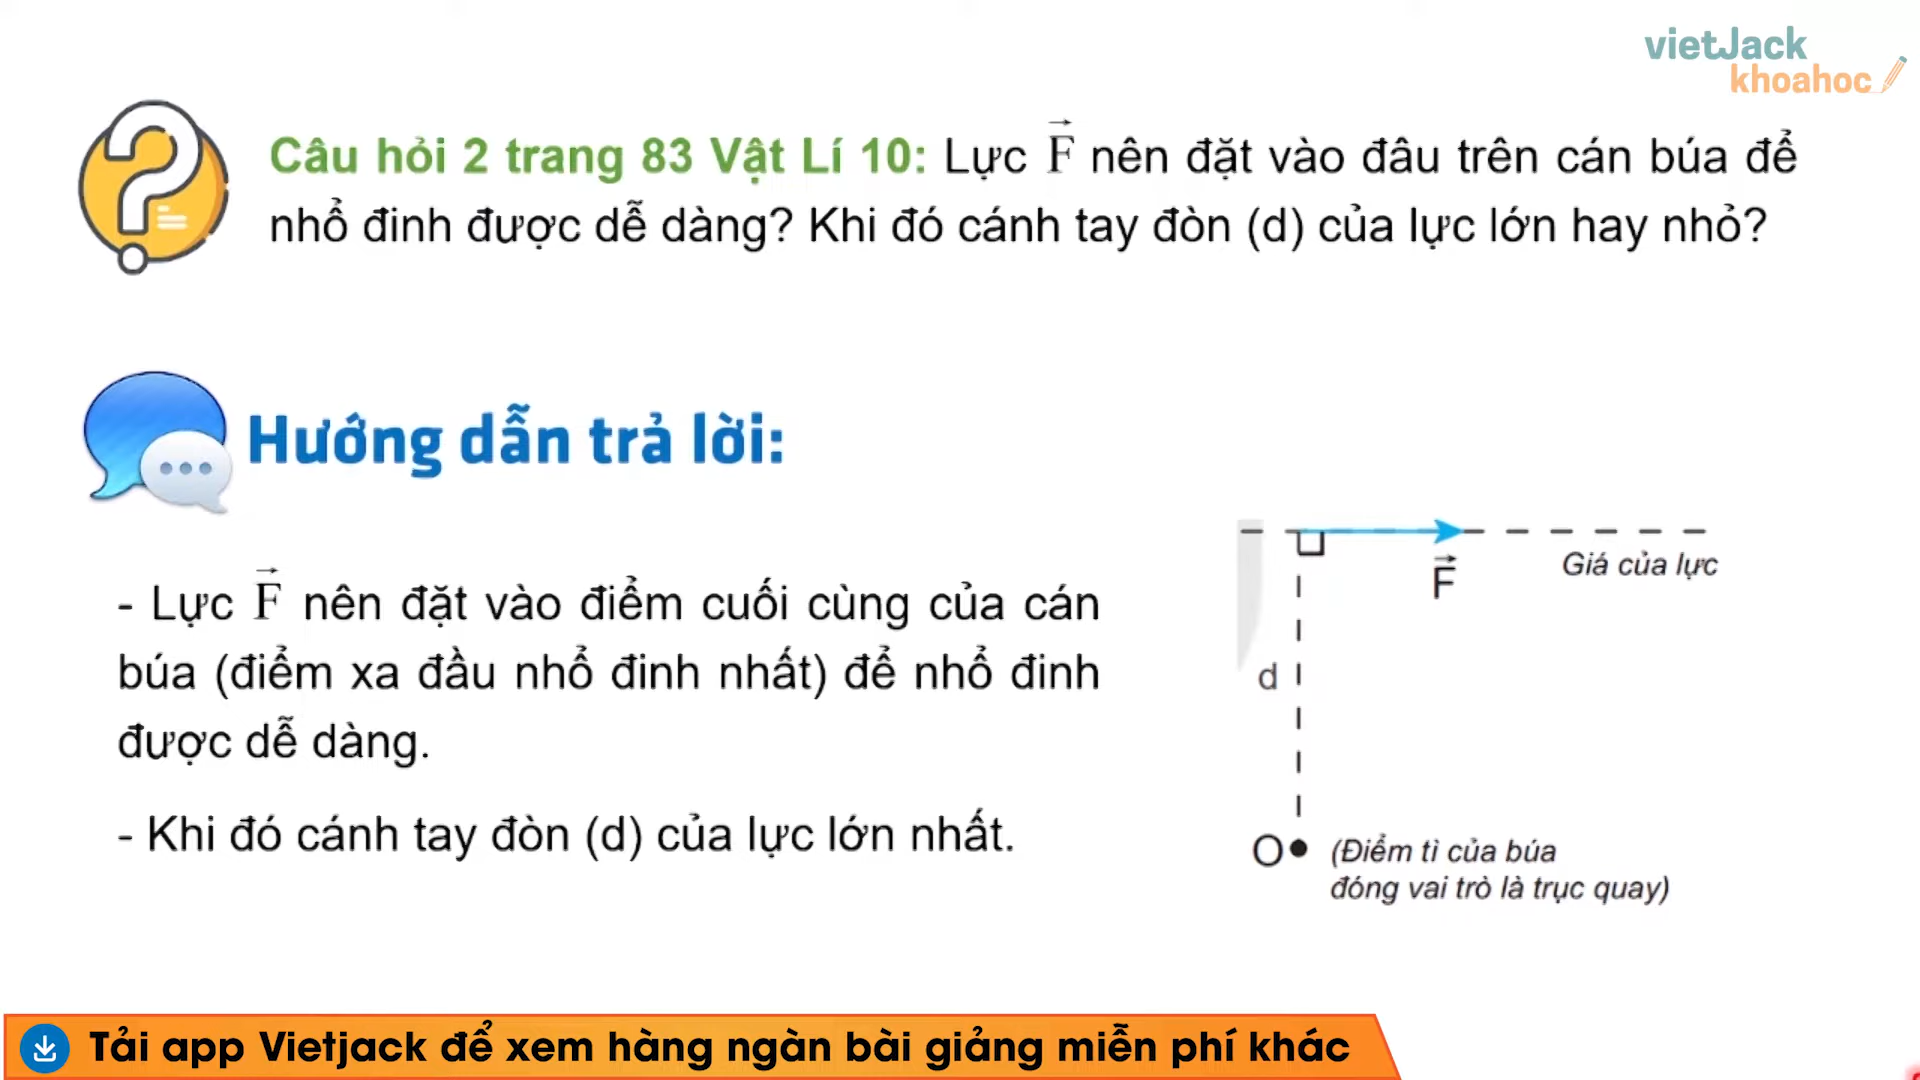 vietJack
khoahoc
Câu hỏi 2 trang 83 Vật Lí 10: Lực F⃗ nên đặt vào đâu trên cán búa để
nhổ đinh được dễ dàng? Khi đó cánh tay đòn (d) của lực lớn hay nhỏ?
Hướng dẫn trả lời:
- Lực F⃗ nên đặt vào điểm cuối cùng của cán
búa (điểm xa đầu nhổ đinh nhất) để nhổ đinh
được dễ dàng.
- Khi đó cánh tay đòn (d) của lực lớn nhất.
F⃗
Giá của lực
d
O
(Điểm tì của búa
đóng vai trò là trục quay)
Tải app Vietjack để xem hàng ngàn bài giảng miễn phí khác